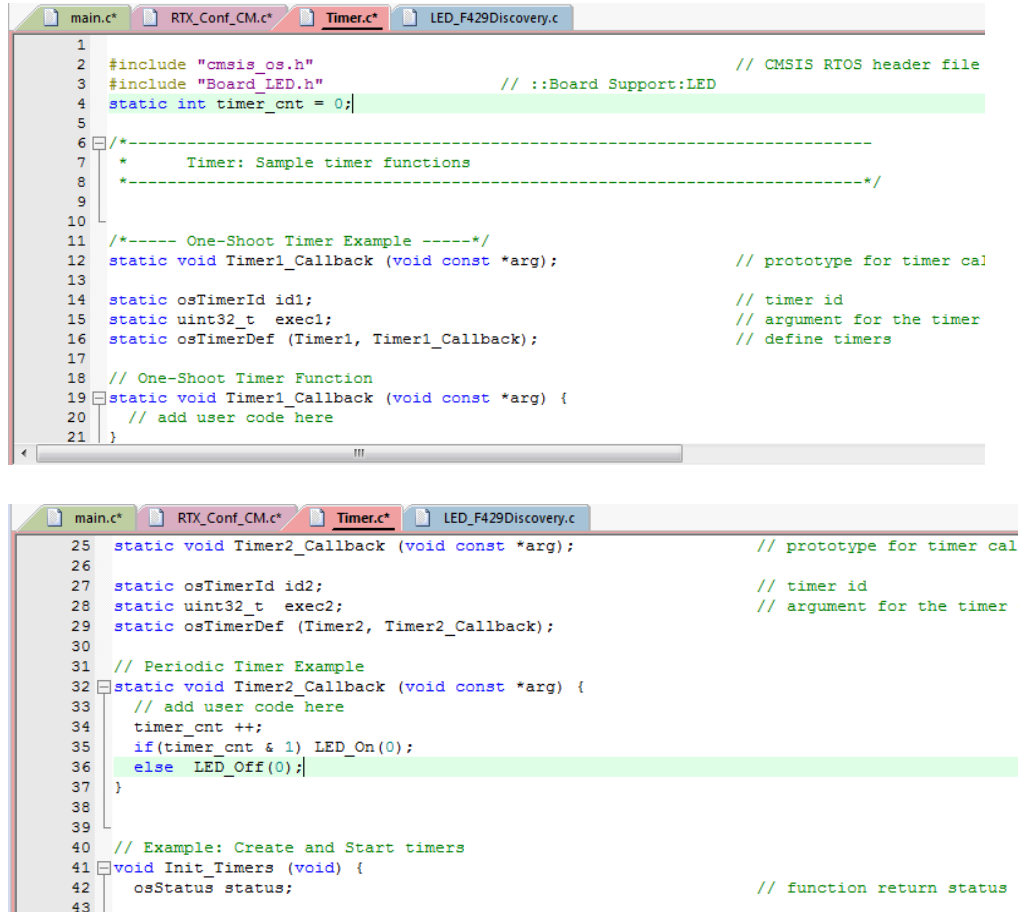 main.c* RTX_Conf_CM.c* Timer.c* LED_F429Discovery.c
1
2 #include "cmsis_os.h" // CMSIS RTOS header file
3 #include "Board_LED.h" // ::Board Support:LED
4 static int timer_cnt = 0;
5
6 /*----------------------------------------------------------------------------
7 * Timer: Sample timer functions
8 *---------------------------------------------------------------------------*/
9
10
11 /*----- One-Shoot Timer Example -----*/
12 static void Timer1_Callback (void const *arg); // prototype for timer cal
13
14 static osTimerId id1; // timer id
15 static uint32_t exec1; // argument for the timer
16 static osTimerDef (Timer1, Timer1_Callback); // define timers
17
18 // One-Shoot Timer Function
19 static void Timer1_Callback (void const *arg) {
20 // add user code here
21 }
main.c* RTX_Conf_CM.c* Timer.c* LED_F429Discovery.c
25 static void Timer2_Callback (void const *arg); // prototype for timer cal
26
27 static osTimerId id2; // timer id
28 static uint32_t exec2; // argument for the timer
29 static osTimerDef (Timer2, Timer2_Callback);
30
31 // Periodic Timer Example
32 static void Timer2_Callback (void const *arg) {
33 // add user code here
34 timer_cnt ++;
35 if(timer_cnt & 1) LED_On(0);
36 else LED_Off(0);
37 }
38
39
40 // Example: Create and Start timers
41 void Init_Timers (void) {
42 osStatus status; // function return status
43